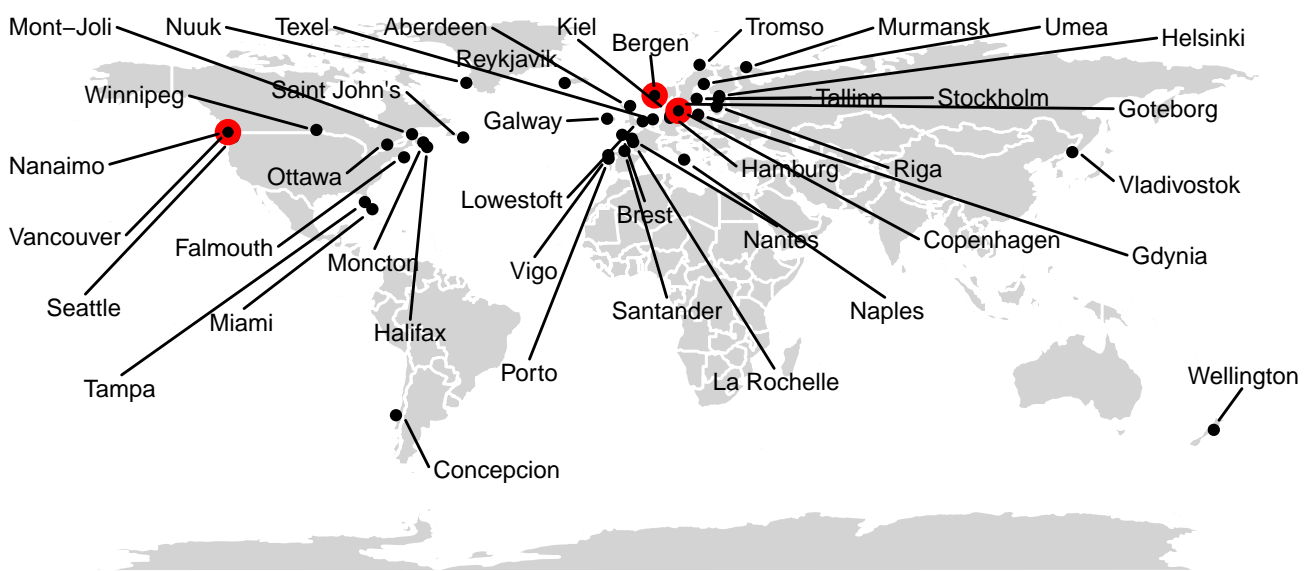 Mont−Joli
Nuuk
Texel
Aberdeen
Kiel
Tromso
Murmansk
Umea
Bergen
Helsinki
Reykjavik
Winnipeg
Saint John's
Tallinn
Stockholm
Goteborg
Galway
Nanaimo
Ottawa
Hamburg
Riga
Vladivostok
Lowestoft
Brest
Vancouver
Falmouth
Nantes
Copenhagen
Moncton
Gdynia
Vigo
Seattle
Miami
Santander
Naples
Halifax
Porto
La Rochelle
Tampa
Wellington
Concepcion